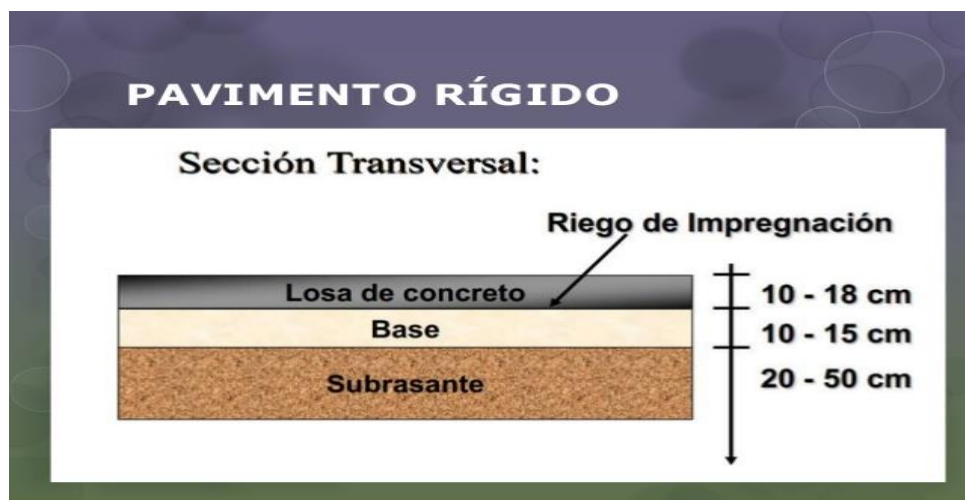 PAVIMENTO RÍGIDO
Sección Transversal:
Riego de Impregnación
Losa de concreto
10 - 18 cm
Base
10 - 15 cm
Subrasante
20 - 50 cm